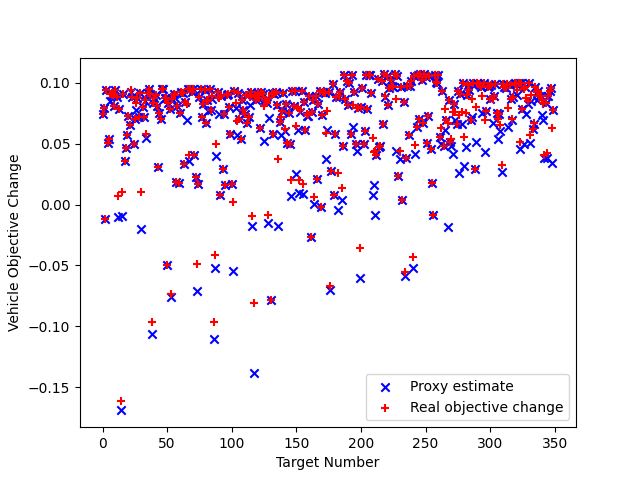 0.10
0.05
0.00
−0.05
−0.10
−0.15
Vehicle Objective Change
0 50 100 150 200 250 300 350
Target Number
Proxy estimate
Real objective change